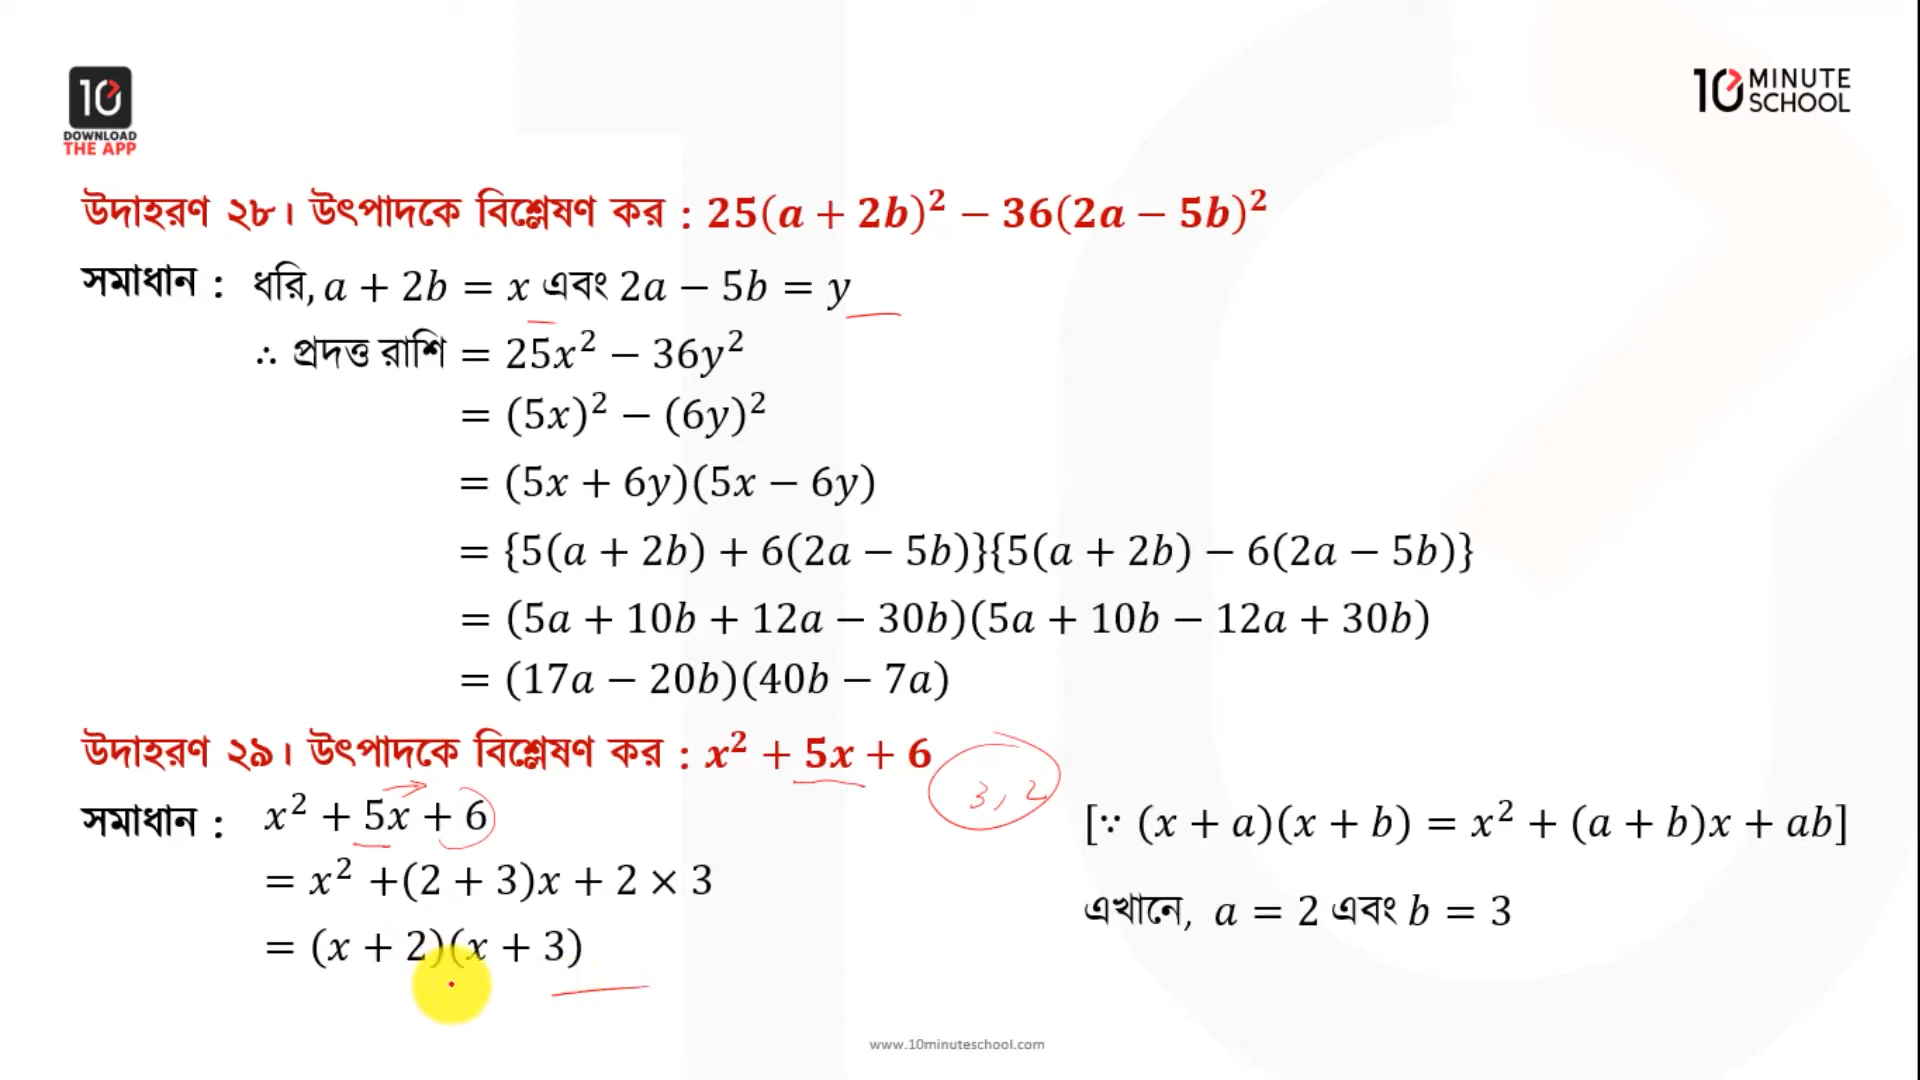 10
DOWNLOAD
THE APP
10 MINUTE SCHOOL
উদাহরণ ২৮। উৎপাদকে বিশ্লেষণ কর : 25(a + 2b)² − 36(2a − 5b)²
সমাধান : ধরি, a + 2b = x এবং 2a − 5b = y
∴ প্রদত্ত রাশি = 25x² − 36y²
= (5x)² − (6y)²
= (5x + 6y)(5x − 6y)
= {5(a + 2b) + 6(2a − 5b)}{5(a + 2b) − 6(2a − 5b)}
= (5a + 10b + 12a − 30b)(5a + 10b − 12a + 30b)
= (17a − 20b)(40b − 7a)
উদাহরণ ২৯। উৎপাদকে বিশ্লেষণ কর : x² + 5x + 6
3, 2
সমাধান : x² + 5x + 6
[∵ (x + a)(x + b) = x² + (a + b)x + ab]
= x² +(2 + 3)x + 2 × 3
এখানে, a = 2 এবং b = 3
= (x + 2)(x + 3)
www.10minuteschool.com